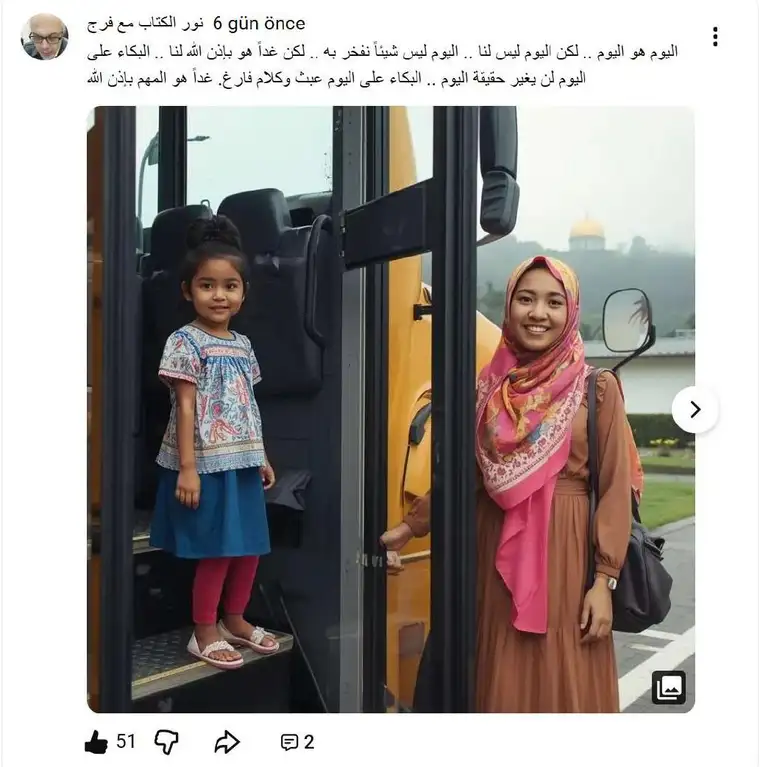 نور الكتاب مع فرج 6 gün önce
اليوم هو اليوم .. لكن اليوم ليس لنا .. اليوم ليس شيئاً نفخر به .. لكن غداً هو بإذن الله لنا .. البكاء على
اليوم لن يغير حقيقة اليوم .. البكاء على اليوم عبث وكلام فارغ. غداً هو المهم بإذن الله
51
2